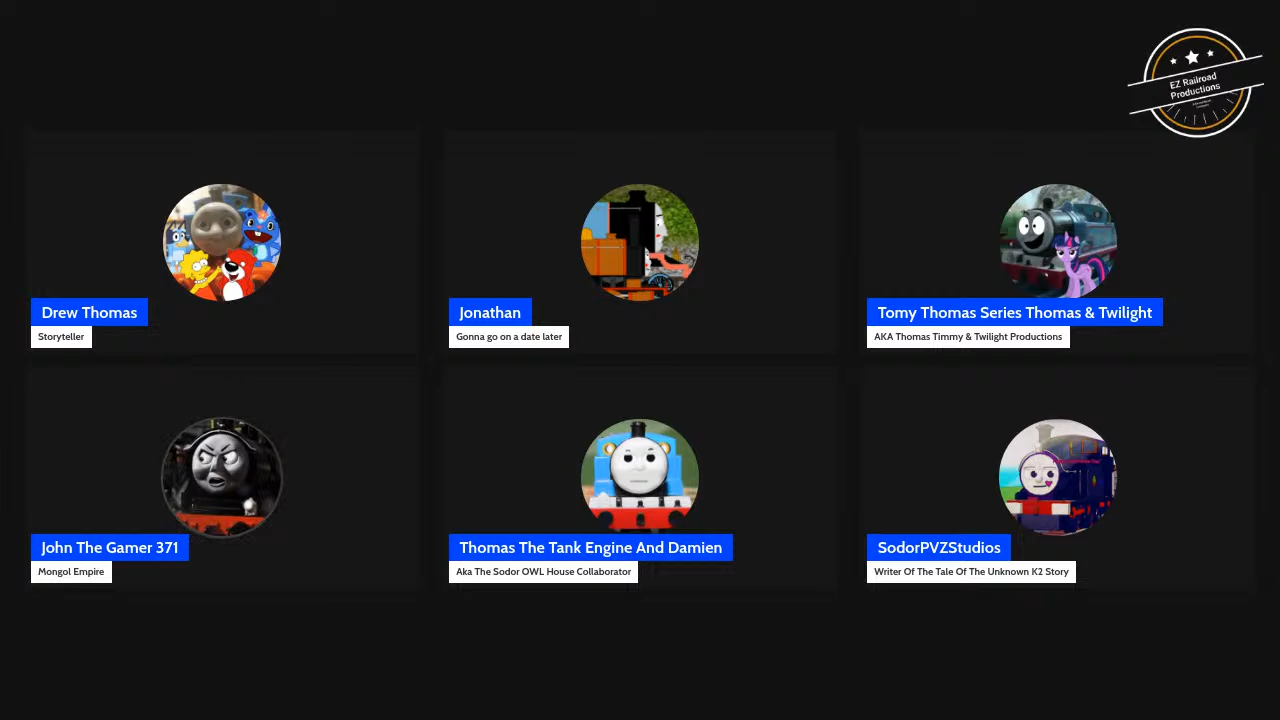 EZ Railroad
Productions
Drew Thomas
Storyteller
Jonathan
Gonna go on a date later
Tomy Thomas Series Thomas & Twilight
AKA Thomas Timmy & Twilight Productions
John The Gamer 371
Mongol Empire
Thomas The Tank Engine And Damien
Aka The Sodor OWL House Collaborator
SodorPVZStudios
Writer Of The Tale Of The Unknown K2 Story